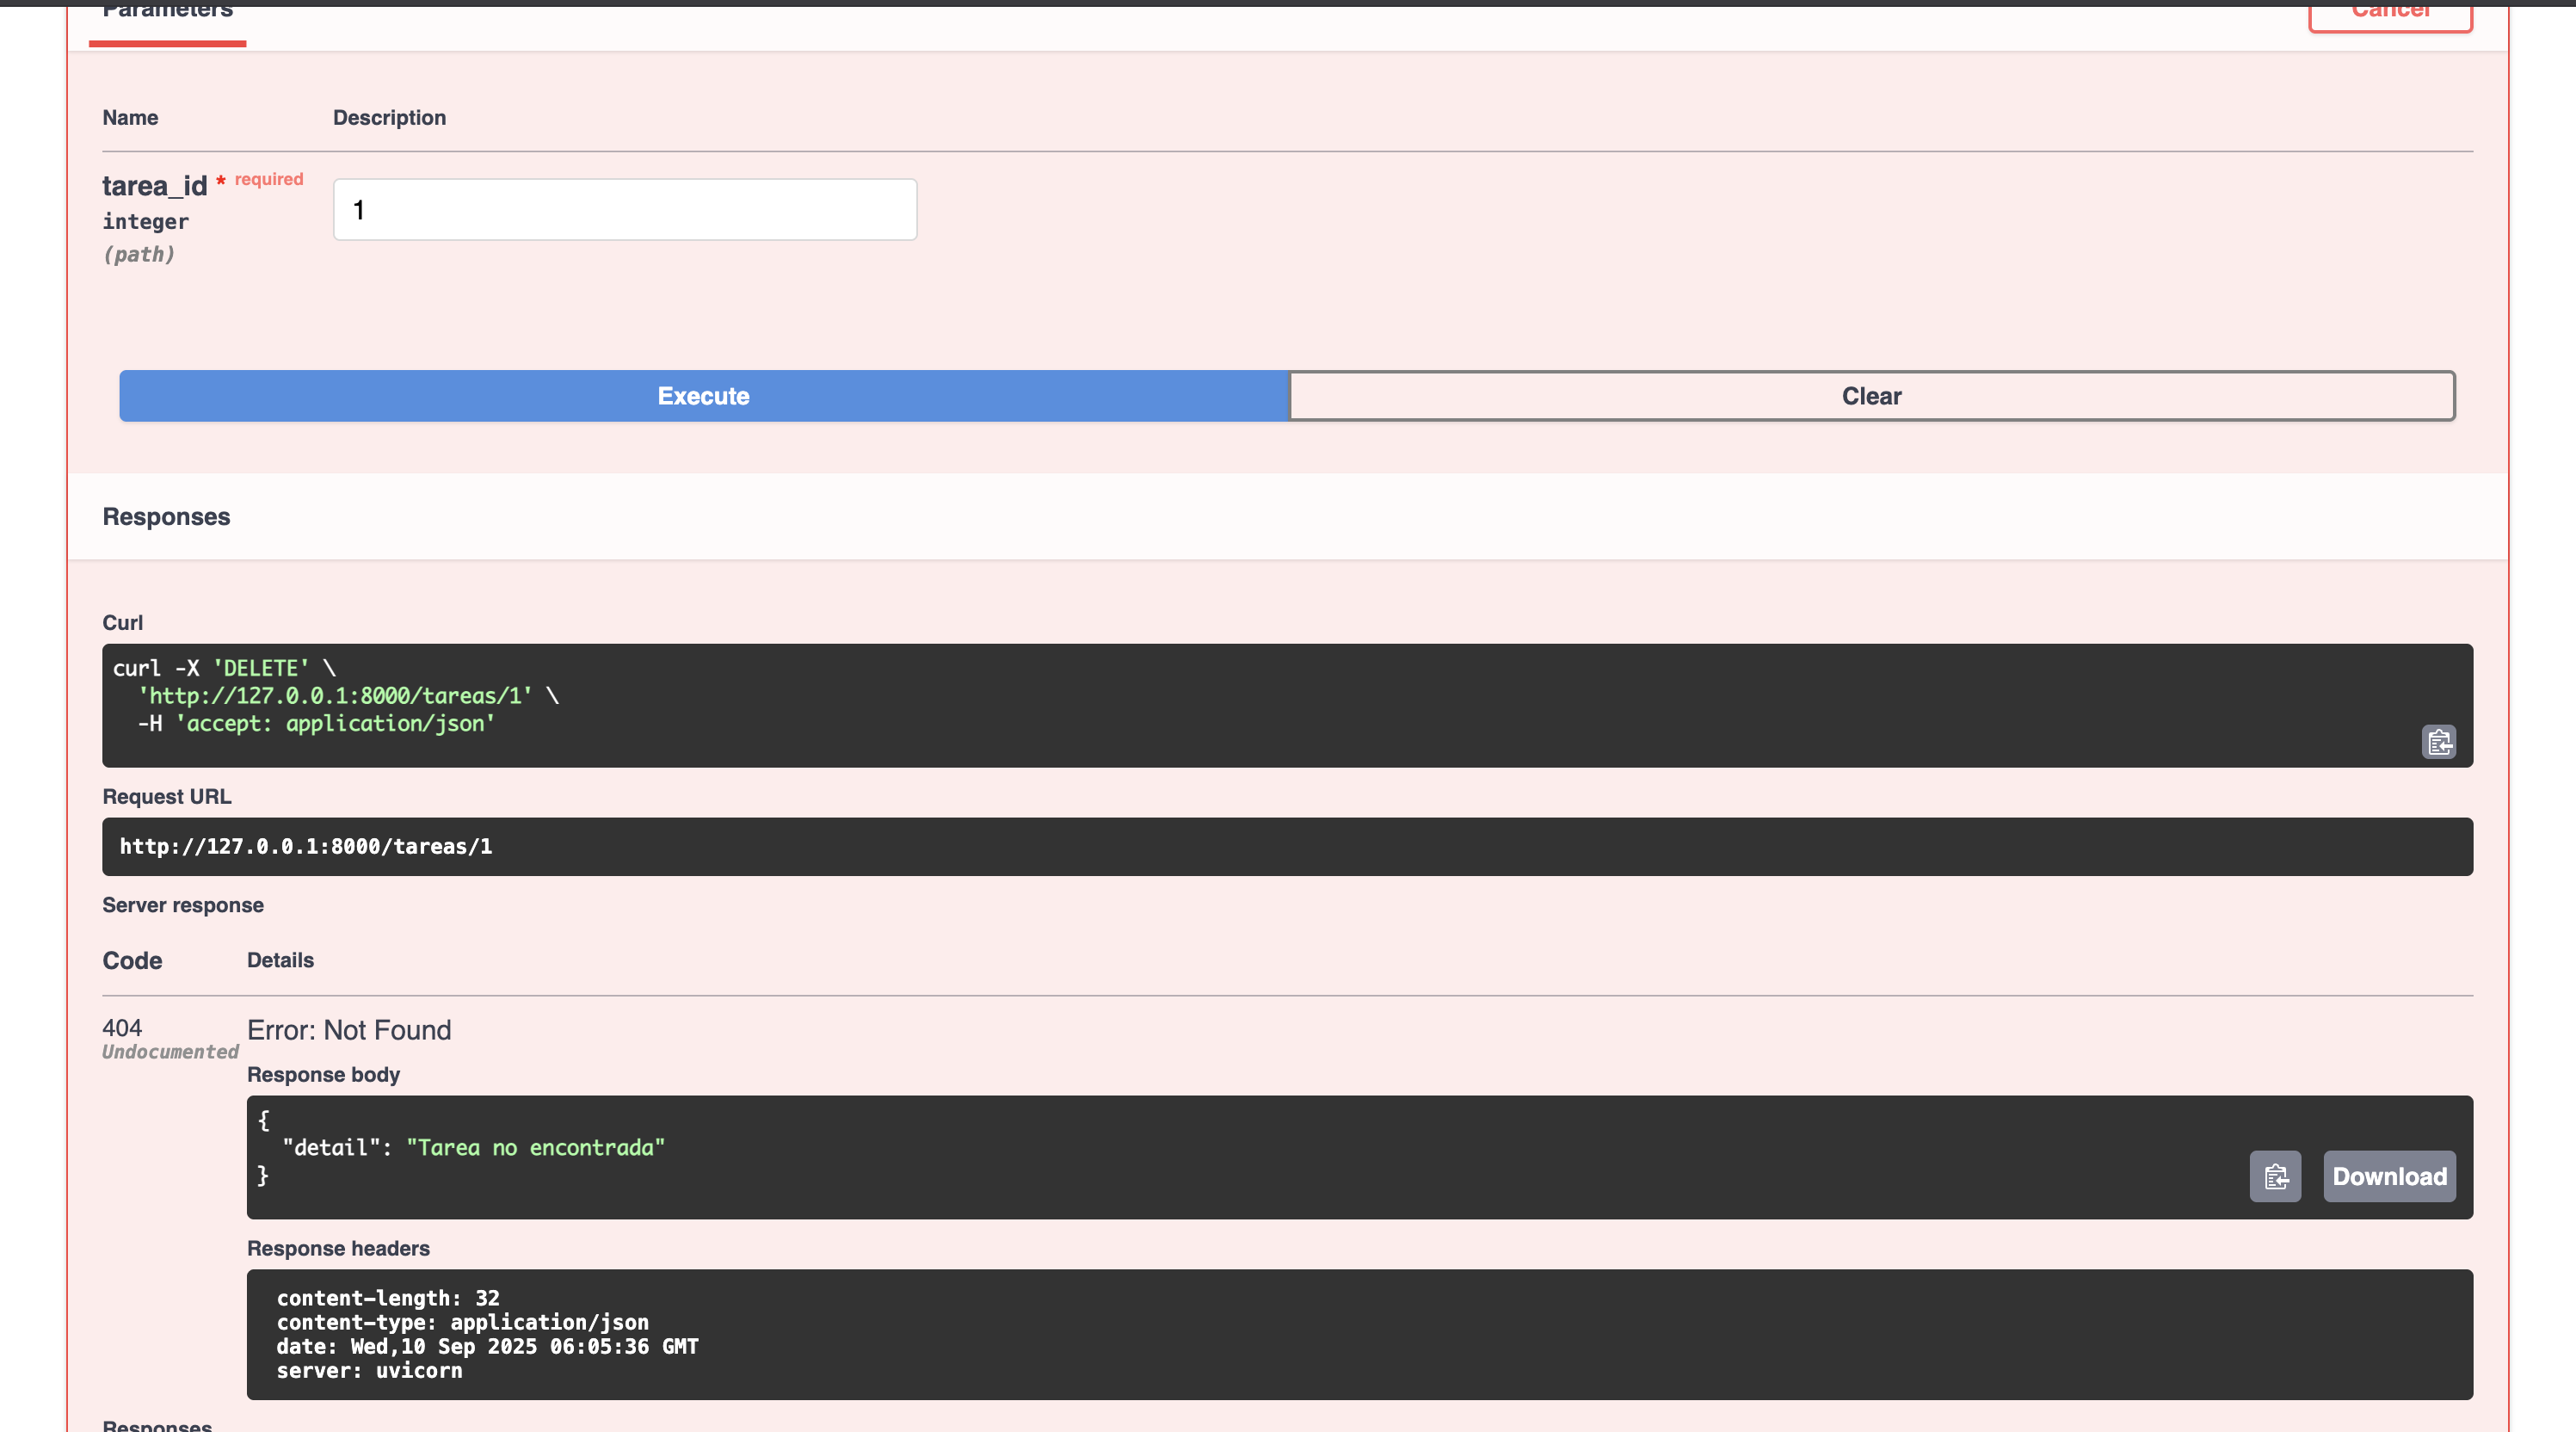 Parameters
Cancel
Name Description
tarea_id * required
integer
(path)
1
Execute Clear
Responses
Curl
curl -X 'DELETE' \
'http://127.0.0.1:8000/tareas/1' \
-H 'accept: application/json'
Request URL
http://127.0.0.1:8000/tareas/1
Server response
Code Details
404
Undocumented
Error: Not Found
Response body
{
"detail": "Tarea no encontrada"
}
Download
Response headers
content-length: 32
content-type: application/json
date: Wed,10 Sep 2025 06:05:36 GMT
server: uvicorn
Responses